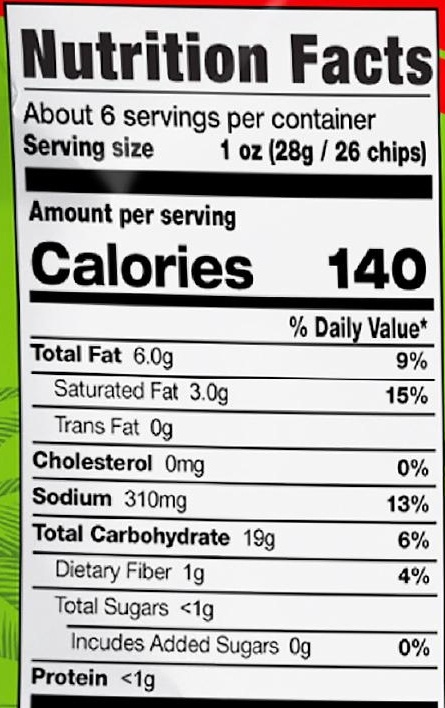 Nutrition Facts
About 6 servings per container
Serving size 1 oz (28g / 26 chips)
Amount per serving
Calories 140
% Daily Value*
Total Fat 6.0g 9%
Saturated Fat 3.0g 15%
Trans Fat 0g
Cholesterol 0mg 0%
Sodium 310mg 13%
Total Carbohydrate 19g 6%
Dietary Fiber 1g 4%
Total Sugars <1g
Incudes Added Sugars 0g 0%
Protein <1g